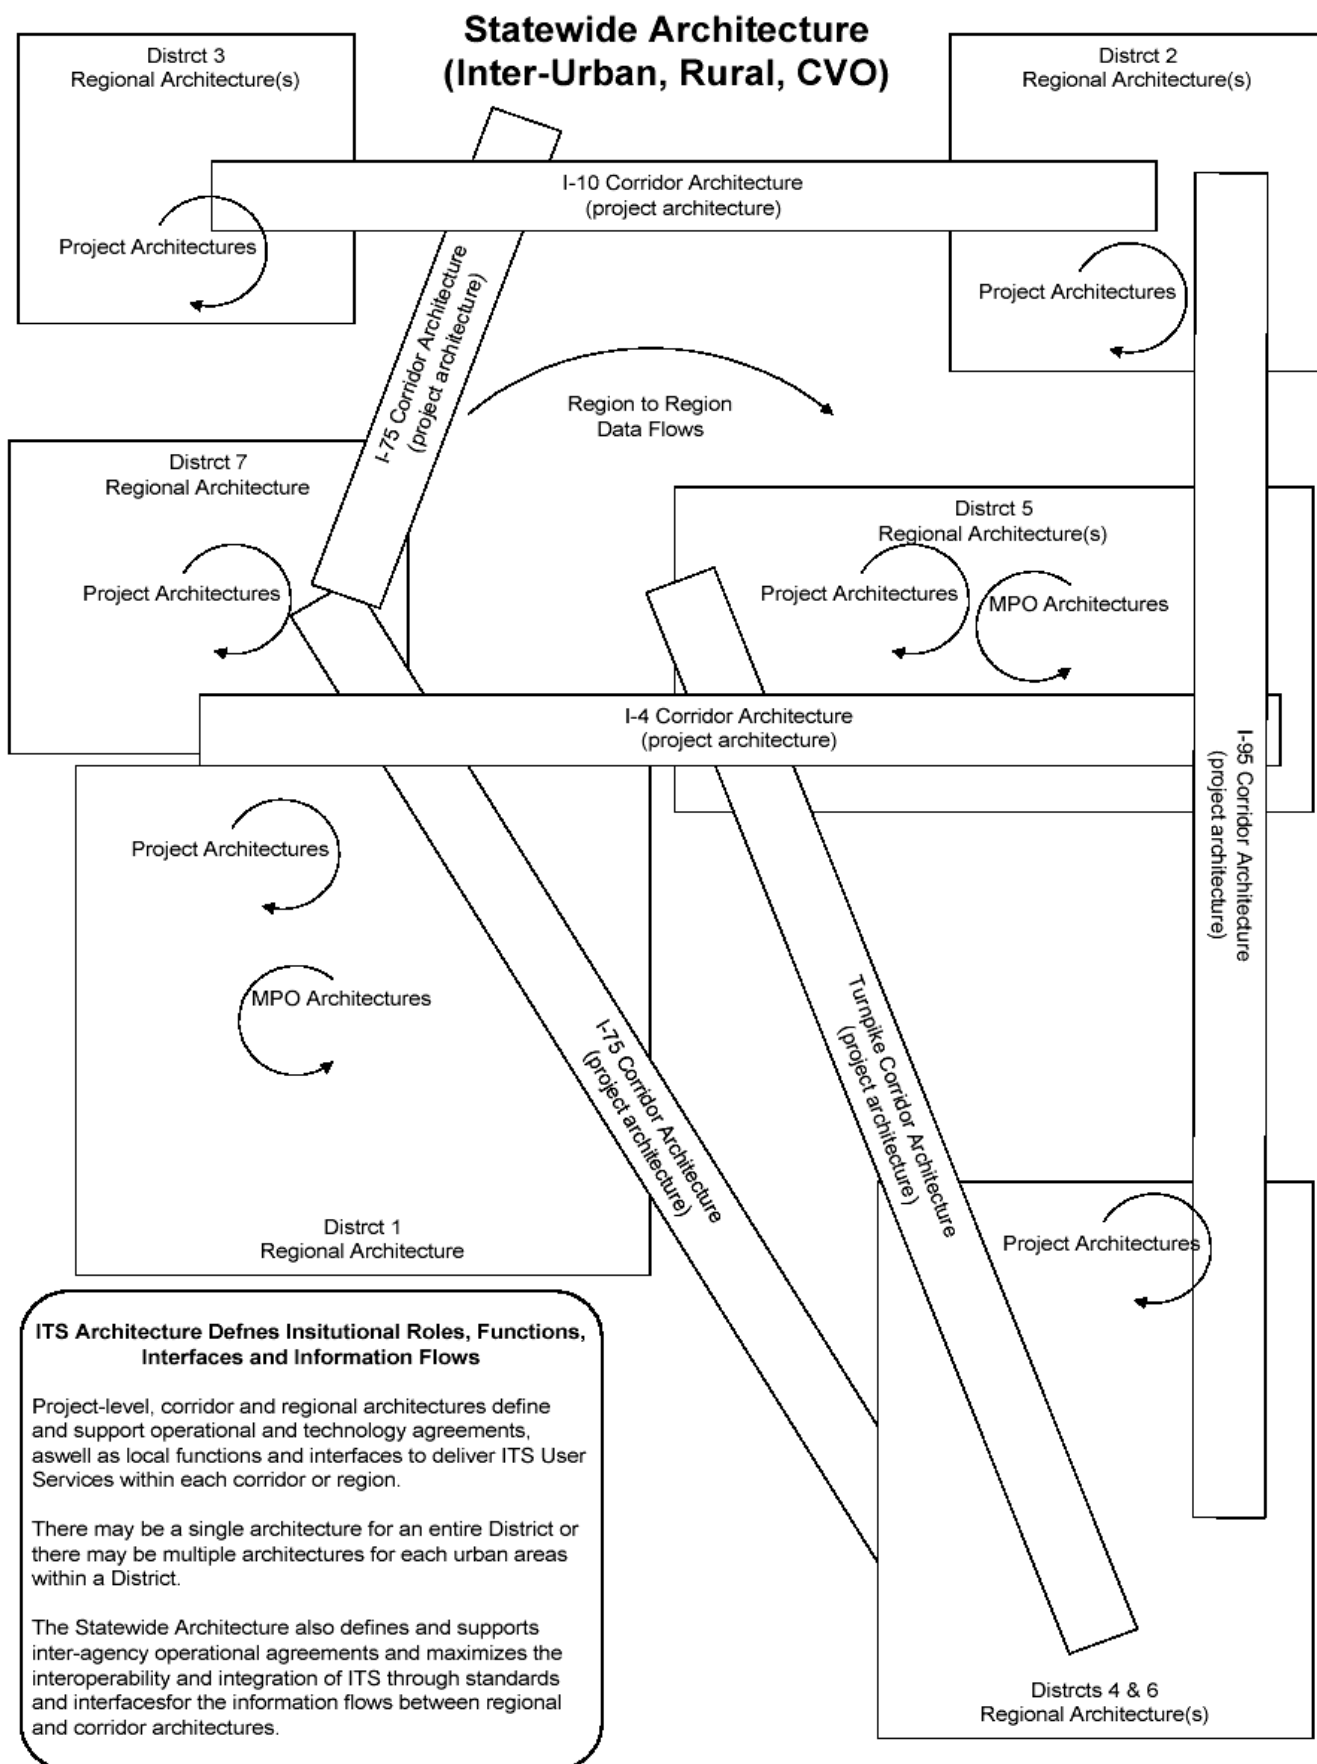 Statewide Architecture
(Inter-Urban, Rural, CVO)
Distrct 3
Regional Architecture(s)
Distrct 2
Regional Architecture(s)
I-10 Corridor Architecture
(project architecture)
Project Architectures
Project Architectures
I-75 Corridor Architecture
(project architecture)
Region to Region
Data Flows
Distrct 7
Regional Architecture
Distrct 5
Regional Architecture(s)
Project Architectures
Project Architectures
MPO Architectures
I-4 Corridor Architecture
(project architecture)
I-95 Corridor Architecture
(project architecture)
Project Architectures
MPO Architectures
I-75 Corridor Architecture
(project architecture)
Turnpike Corridor Architecture
(project architecture)
Distrct 1
Regional Architecture
Project Architectures
ITS Architecture Defnes Insitutional Roles, Functions,
Interfaces and Information Flows
Project-level, corridor and regional architectures define
and support operational and technology agreements,
aswell as local functions and interfaces to deliver ITS User
Services within each corridor or region.
There may be a single architecture for an entire District or
there may be multiple architectures for each urban areas
within a District.
The Statewide Architecture also defines and supports
inter-agency operational agreements and maximizes the
interoperability and integration of ITS through standards
and interfacesfor the information flows between regional
and corridor architectures.
Distrcts 4 & 6
Regional Architecture(s)